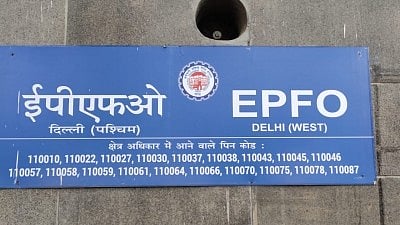 ईपीएफओ EPFO
दिल्ली (पश्चिम) DELHI (WEST)
क्षेत्र अधिकार में आने वाले पिन कोड :
110010, 110022, 110027, 110030, 110037, 110038, 110043, 110045, 110046
110057, 110058, 110059, 110061, 110064, 110066, 110070, 110075, 110078, 110087